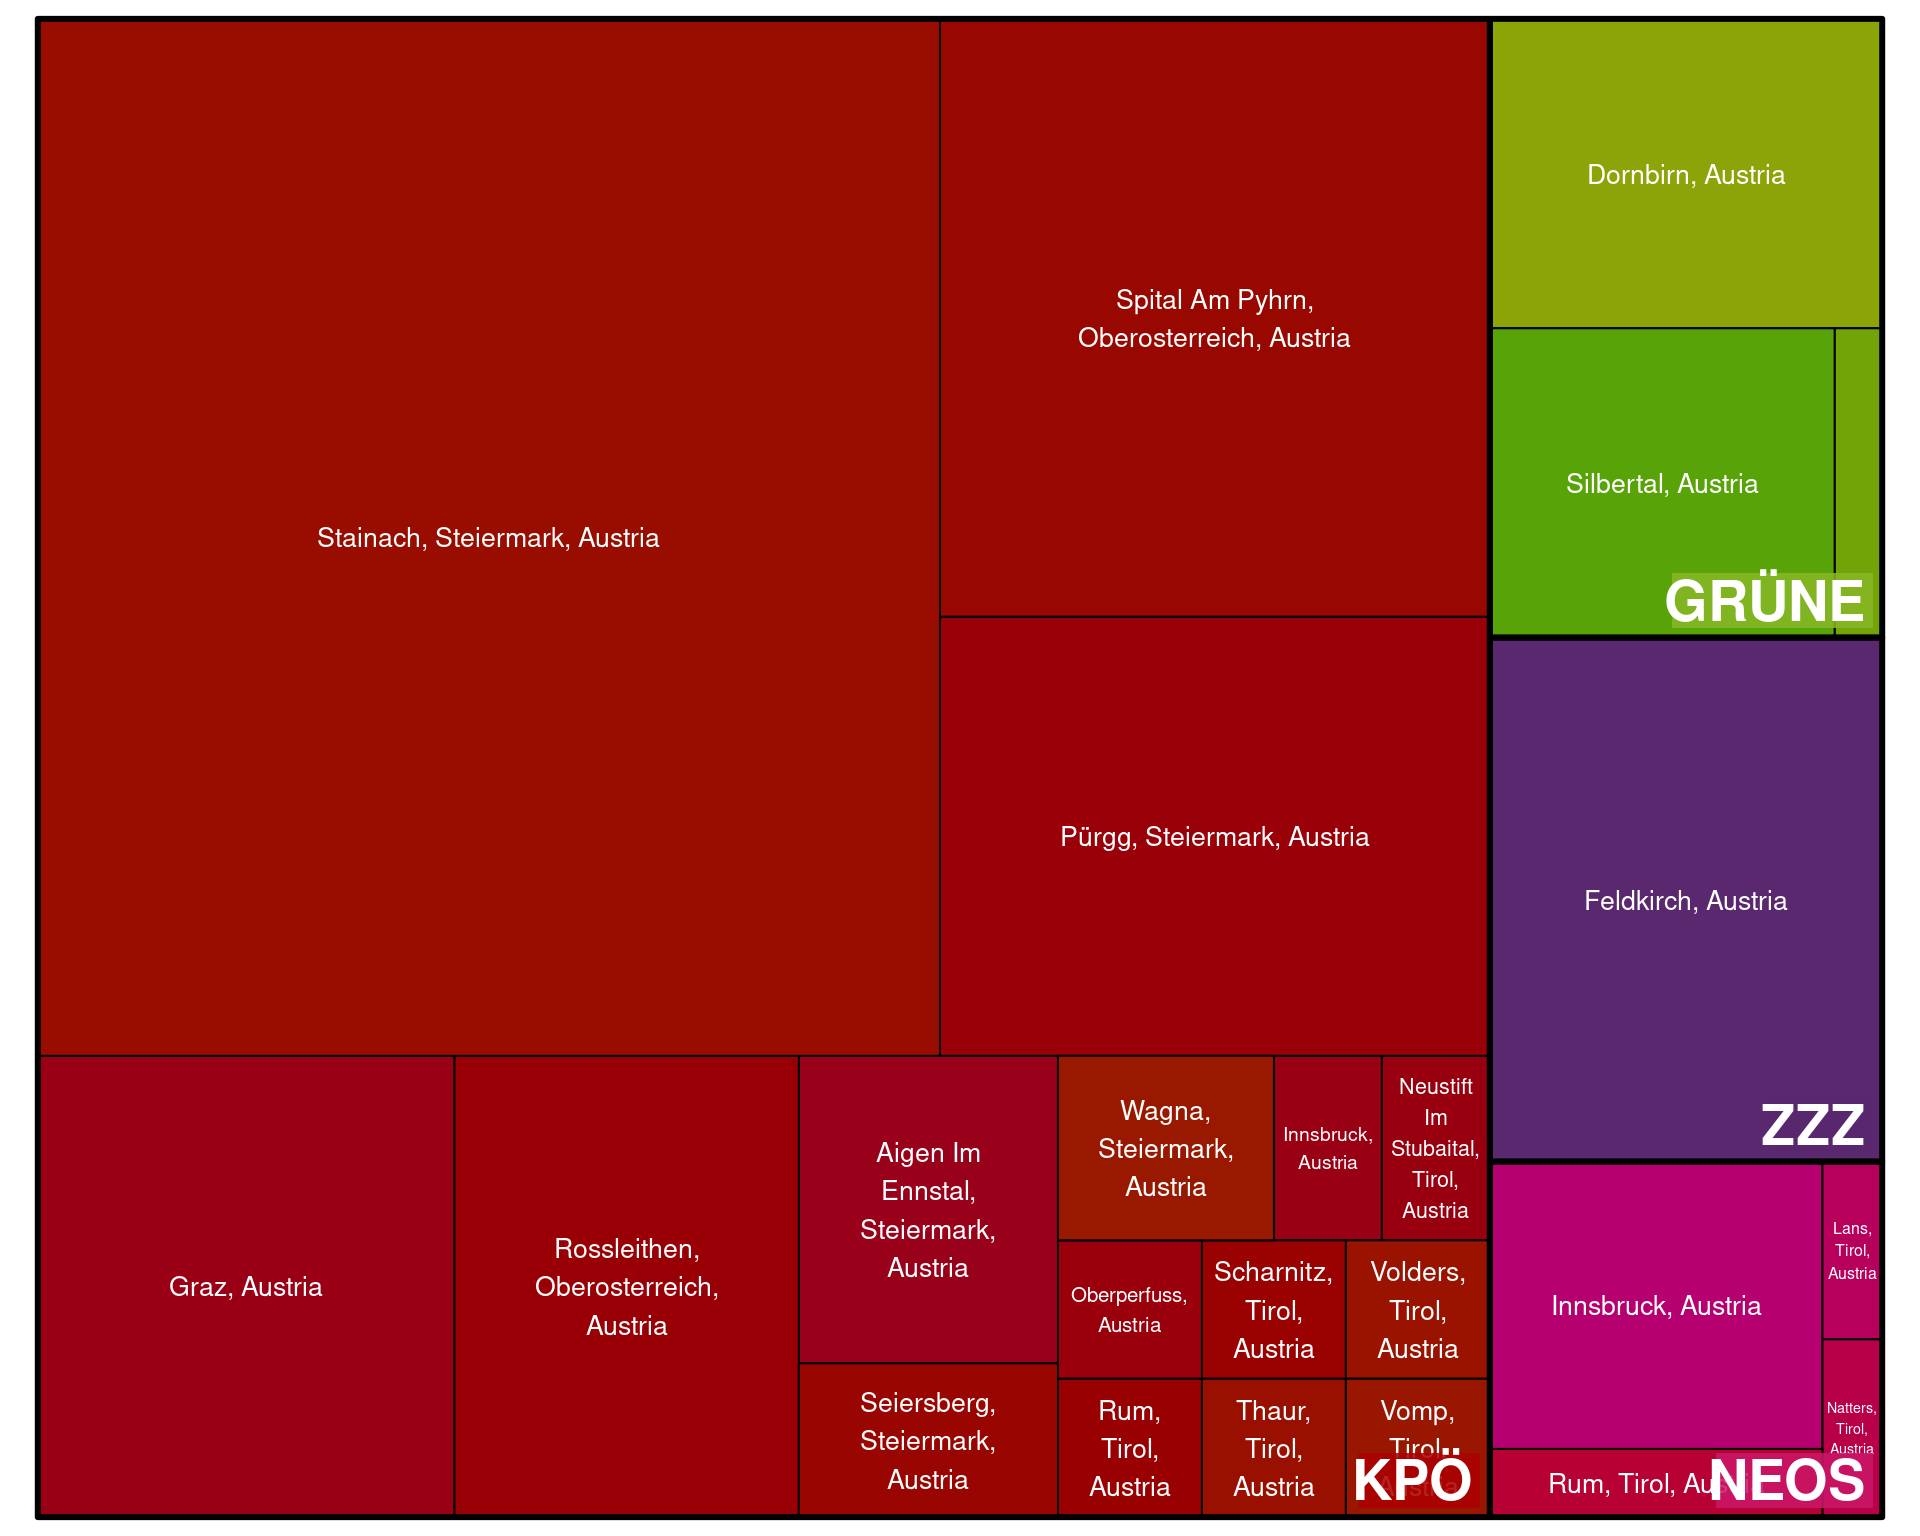 Stainach, Steiermark, Austria
Spital Am Pyhrn,
Oberosterreich, Austria
Pürgg, Steiermark, Austria
Graz, Austria
Rossleithen,
Oberosterreich,
Austria
Aigen Im
Ennstal,
Steiermark,
Austria
Seiersberg,
Steiermark,
Austria
Wagna,
Steiermark,
Austria
Innsbruck,
Austria
Neustift
Im
Stubaital,
Tirol,
Austria
Oberperfuss,
Austria
Scharnitz,
Tirol,
Austria
Volders,
Tirol,
Austria
Rum,
Tirol,
Austria
Thaur,
Tirol,
Austria
Vomp,
Tirol,
Austria
KPÖ
Dornbirn, Austria
Silbertal, Austria
GRÜNE
Feldkirch, Austria
ZZZ
Innsbruck, Austria
Lans,
Tirol,
Austria
Natters,
Tirol,
Austria
Rum, Tirol, Austria
NEOS